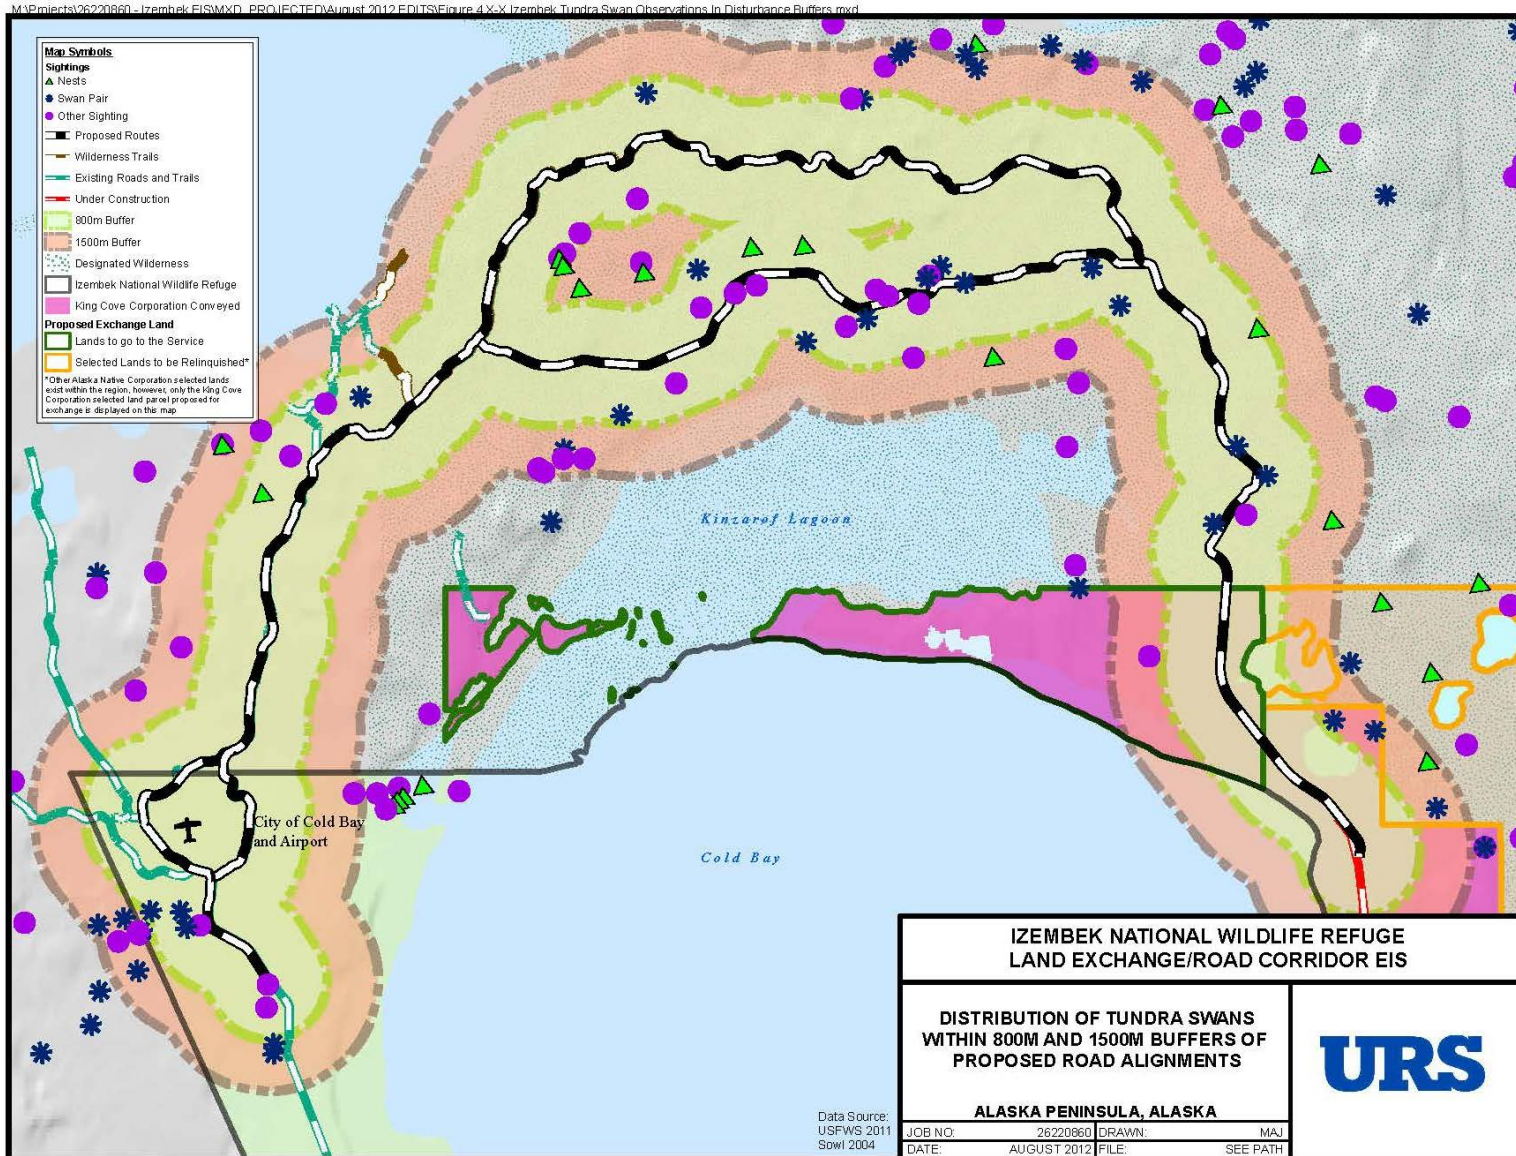 M:\Projects\26220860 - Izembek EIS\MXD_PROJECTED\August 2012 EDITS\Figure 4.X-X Izembek Tundra Swan Observations In Disturbance Buffers.mxd
Map Symbols
Sightings
Nests
Swan Pair
Other Sighting
Proposed Routes
Wilderness Trails
Existing Roads and Trails
Under Construction
800m Buffer
1500m Buffer
Designated Wilderness
Izembek National Wildlife Refuge
King Cove Corporation Conveyed
Proposed Exchange Land
Lands to go to the Service
Selected Lands to be Relinquished*
*Other Alaska Native Corporation selected lands
exist within the region, however, only the King Cove
Corporation selected land parcel proposed for
exchange is displayed on this map
Kinzarof Lagoon
City of Cold Bay
and Airport
Cold Bay
Data Source:
USFWS 2011
Sowl 2004
IZEMBEK NATIONAL WILDLIFE REFUGE
LAND EXCHANGE/ROAD CORRIDOR EIS
DISTRIBUTION OF TUNDRA SWANS
WITHIN 800M AND 1500M BUFFERS OF
PROPOSED ROAD ALIGNMENTS
ALASKA PENINSULA, ALASKA
JOB NO: 26220860 DRAWN: MAJ
DATE: AUGUST 2012 FILE: SEE PATH
URS